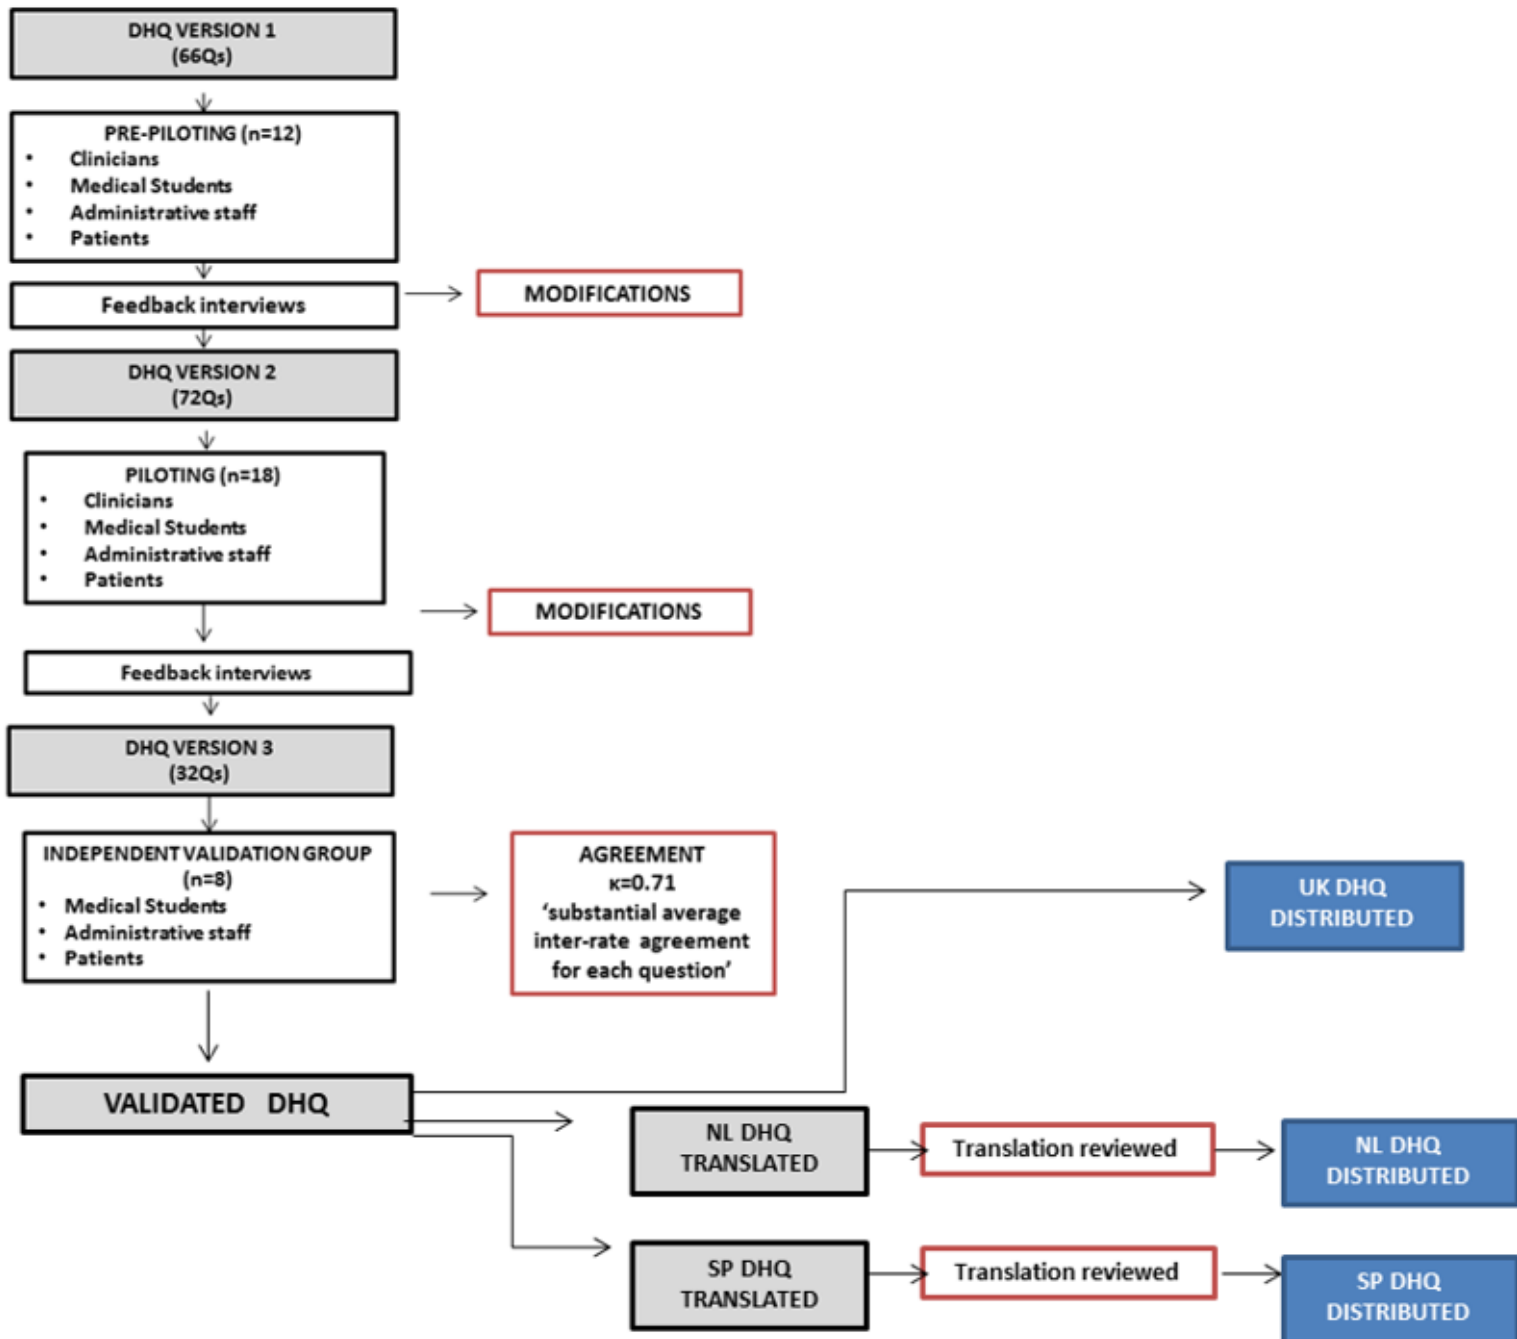 DHQ VERSION 1
(66Qs)
PRE-PILOTING (n=12)
• Clinicians
• Medical Students
• Administrative staff
• Patients
Feedback interviews
MODIFICATIONS
DHQ VERSION 2
(72Qs)
PILOTING (n=18)
• Clinicians
• Medical Students
• Administrative staff
• Patients
MODIFICATIONS
Feedback interviews
DHQ VERSION 3
(32Qs)
INDEPENDENT VALIDATION GROUP
(n=8)
• Medical Students
• Administrative staff
• Patients
AGREEMENT
κ=0.71
‘substantial average
inter-rate agreement
for each question’
UK DHQ
DISTRIBUTED
VALIDATED DHQ
NL DHQ
TRANSLATED
Translation reviewed
NL DHQ
DISTRIBUTED
SP DHQ
TRANSLATED
Translation reviewed
SP DHQ
DISTRIBUTED